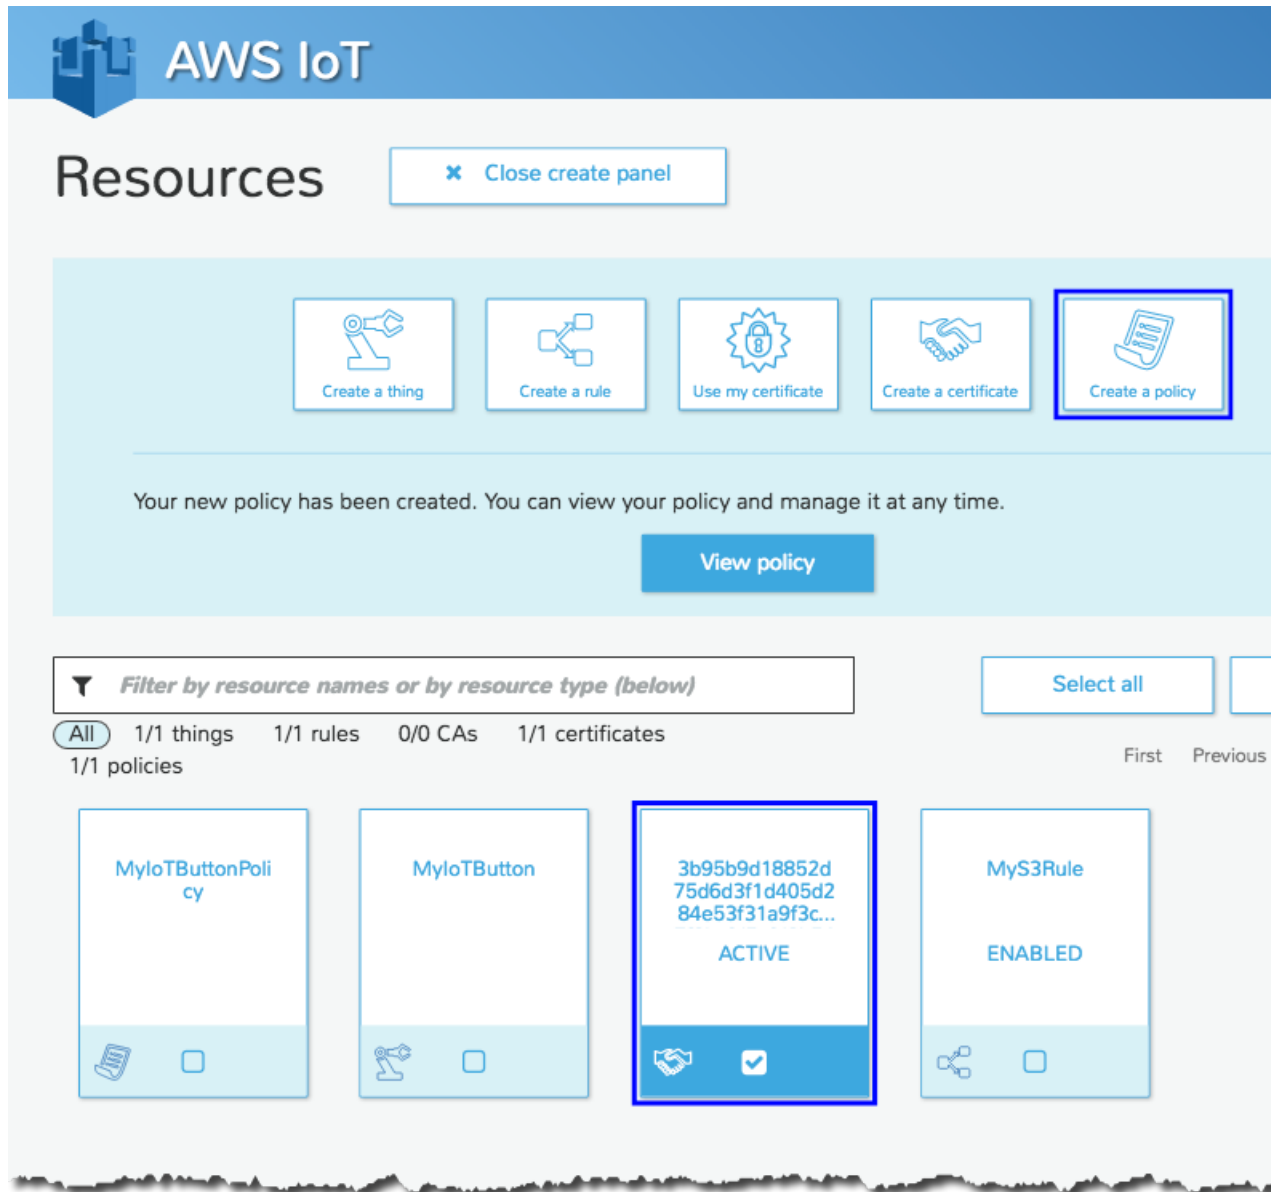 AWS IoT
Resources
✖ Close create panel
Create a thing
Create a rule
Use my certificate
Create a certificate
Create a policy
Your new policy has been created. You can view your policy and manage it at any time.
View policy
Filter by resource names or by resource type (below)
Select all
All 1/1 things 1/1 rules 0/0 CAs 1/1 certificates
1/1 policies
First Previous
MyIoTButtonPoli
cy
MyIoTButton
3b95b9d18852d
75d6d3f1d405d2
84e53f31a9f3c...
ACTIVE
MyS3Rule
ENABLED